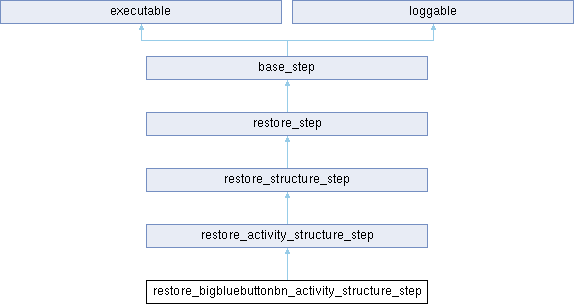 executable
loggable
base_step
restore_step
restore_structure_step
restore_activity_structure_step
restore_bigbluebuttonbn_activity_structure_step